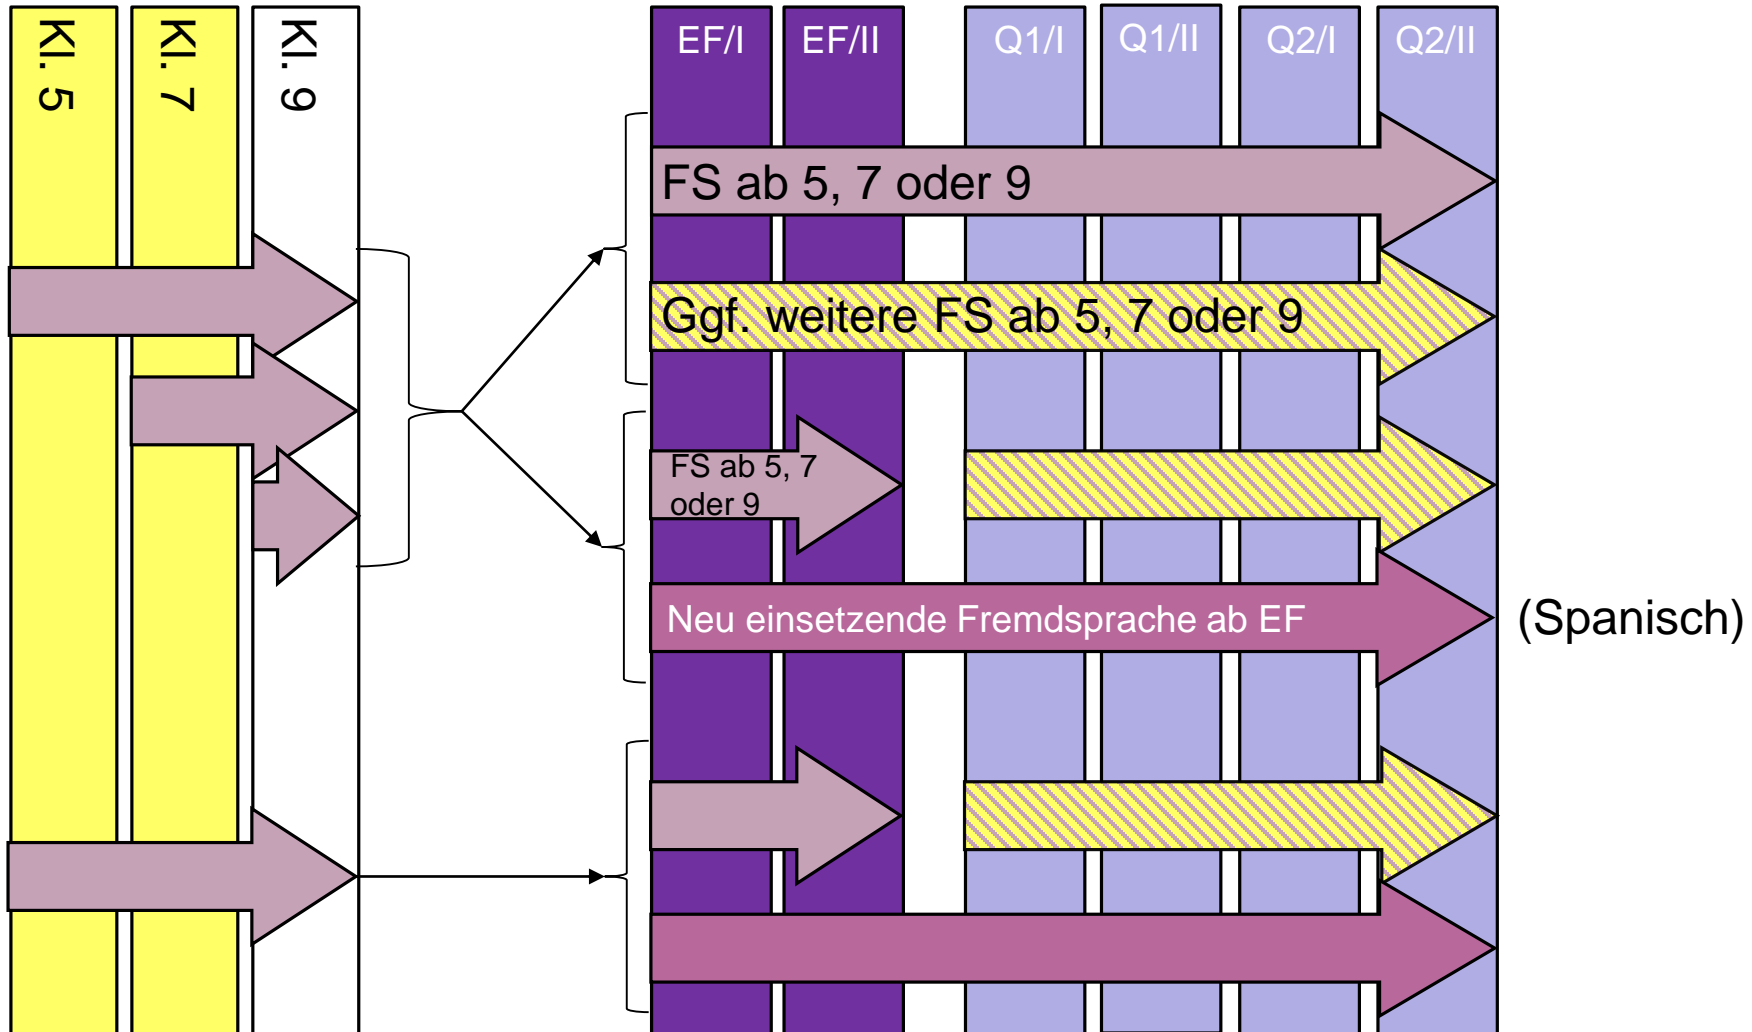 Kl. 5
Kl. 7
Kl. 9
EF/I
EF/II
Q1/I
Q1/II
Q2/I
Q2/II
FS ab 5, 7 oder 9
Ggf. weitere FS ab 5, 7 oder 9
FS ab 5, 7
oder 9
Neu einsetzende Fremdsprache ab EF
(Spanisch)